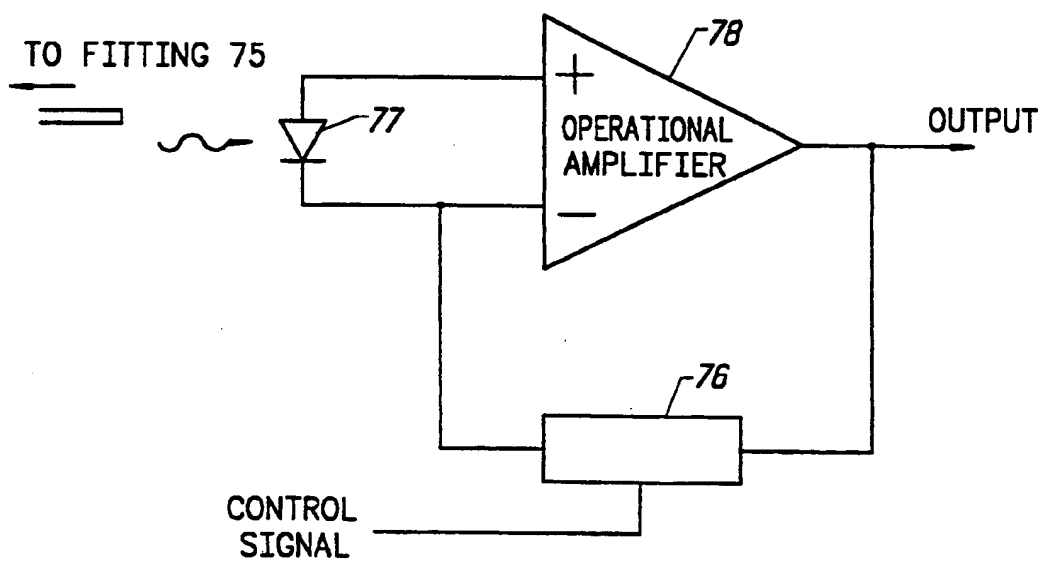 78
TO FITTING 75
77
+
OPERATIONAL
AMPLIFIER
OUTPUT
−
76
CONTROL
SIGNAL